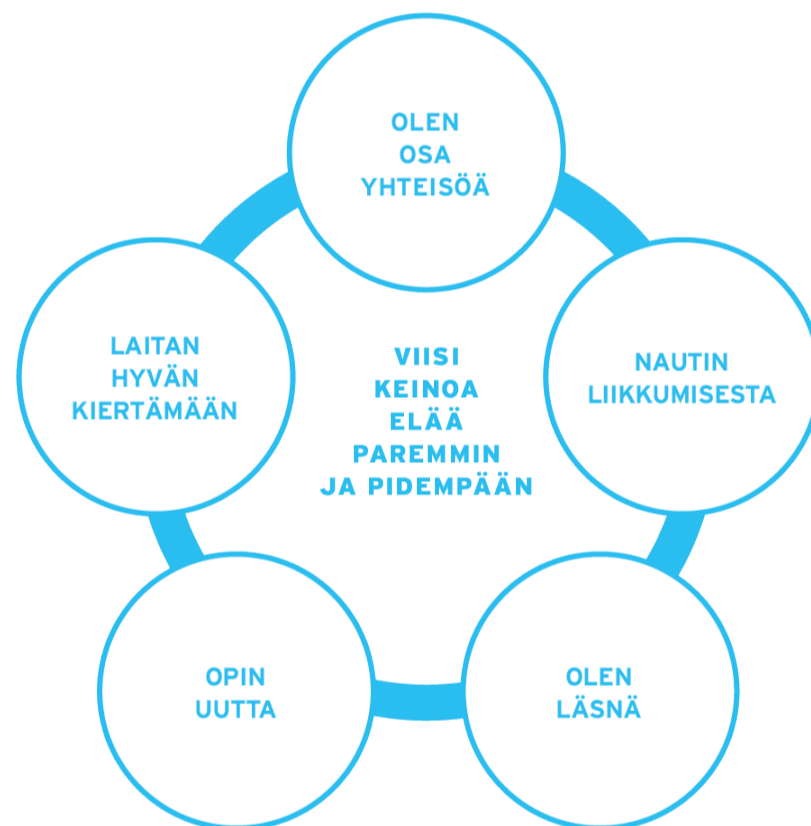 OLEN
OSA
YHTEISÖÄ
LAITAN
HYVÄN
KIERTÄMÄÄN
VIISI
KEINOA
ELÄÄ
PAREMMIN
JA PIDEMPÄÄN
NAUTIN
LIIKKUMISESTA
OPIN
UUTTA
OLEN
LÄSNÄ